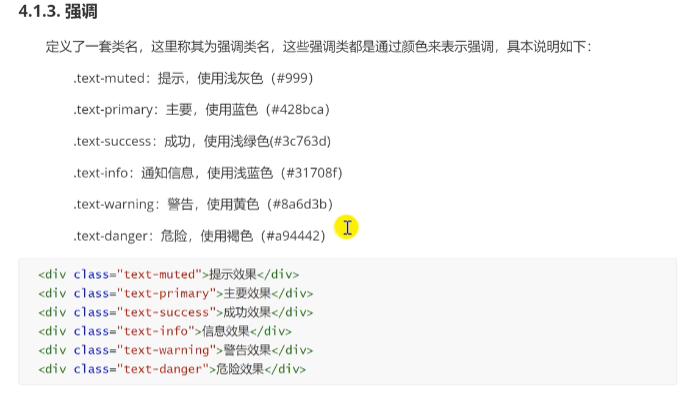 4.1.3. 强调
定义了一套类名，这里称其为强调类名，这些强调类都是通过颜色来表示强调，具本说明如下：
.text-muted：提示，使用浅灰色（#999）
.text-primary：主要，使用蓝色（#428bca）
.text-success：成功，使用浅绿色(#3c763d)
.text-info：通知信息，使用浅蓝色（#31708f）
.text-warning：警告，使用黄色（#8a6d3b）
.text-danger：危险，使用褐色（#a94442）
<div class="text-muted">提示效果</div>
<div class="text-primary">主要效果</div>
<div class="text-success">成功效果</div>
<div class="text-info">信息效果</div>
<div class="text-warning">警告效果</div>
<div class="text-danger">危险效果</div>